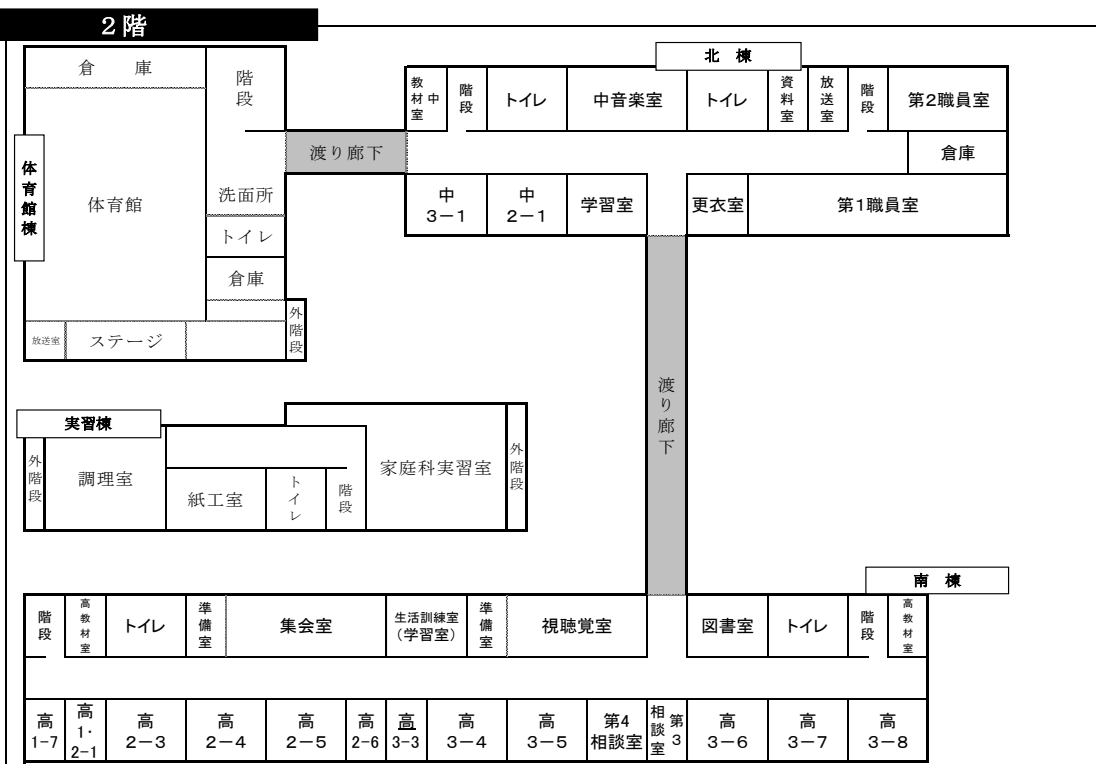 ２階
北 棟
倉 庫
階段
教材室
中
階段
トイレ
中音楽室
トイレ
資料室
放送室
階段
第2職員室
渡り廊下
倉庫
体育館棟
体育館
洗面所
中
３－１
中
２－１
学習室
更衣室
第1職員室
トイレ
倉庫
外階段
放送室
ステージ
渡り廊下
実習棟
外階段
調理室
紙工室
トイレ
階段
家庭科実習室
外階段
南 棟
階段
高教材室
トイレ
準備室
集会室
生活訓練室
（学習室）
準備室
視聴覚室
図書室
トイレ
階段
高教材室
高
1-7
高
1・
2-1
高
２－３
高
２－４
高
２－５
高
2-6
高
3-3
高
３－４
高
３－５
第4
相談室
第3
相談室
高
３－６
高
３－７
高
３－８